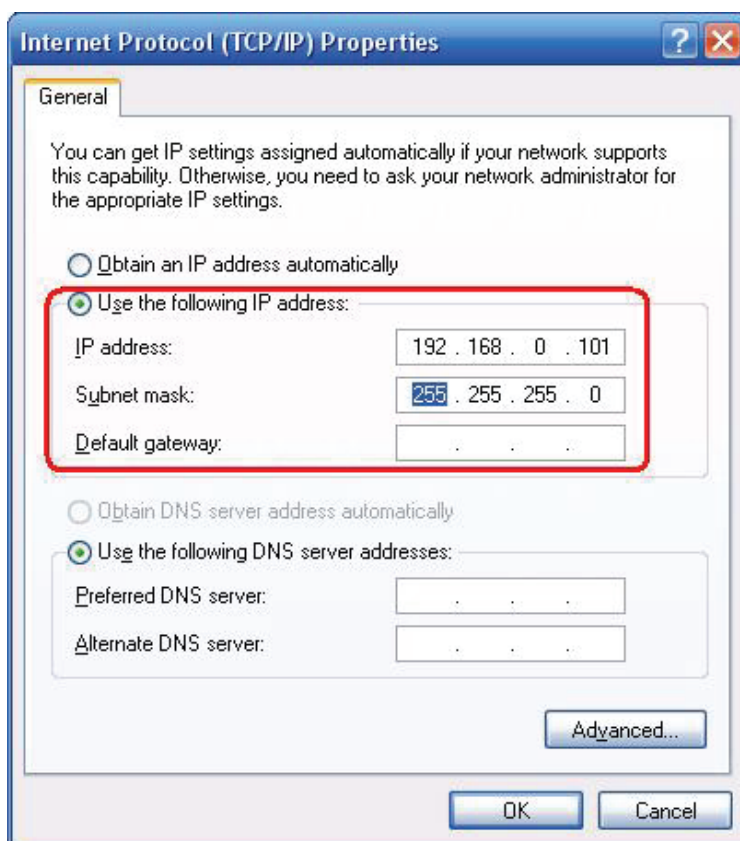 Internet Protocol (TCP/IP) Properties
General
You can get IP settings assigned automatically if your network supports
this capability. Otherwise, you need to ask your network administrator for
the appropriate IP settings.
Obtain an IP address automatically
Use the following IP address:
IP address: 192 . 168 . 0 . 101
Subnet mask: 255 . 255 . 255 . 0
Default gateway: . . .
Obtain DNS server address automatically
Use the following DNS server addresses:
Preferred DNS server: . . .
Alternate DNS server: . . .
Advanced...
OK Cancel